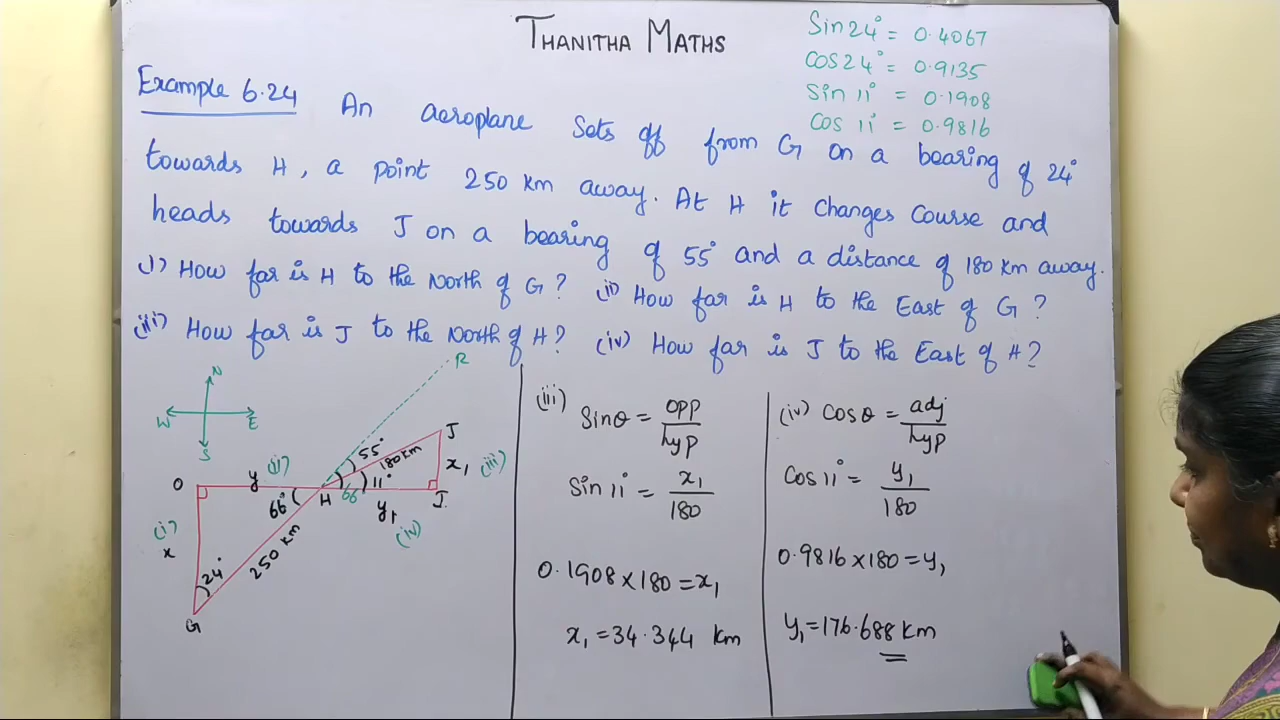 THANITHA MATHS
Sin 24° = 0.4067
COS 24° = 0.9135
Sin 11° = 0.1908
Cos 11° = 0.9816
Example 6.24 An aeroplane sets off from G on a bearing of 24°
towards H, a point 250 km away. At H it changes course and
heads towards J on a bearing of 55° and a distance of 180 km away.
i) How far is H to the North of G? (ii) How far is H to the East of G?
(iii) How far is J to the North of H? (iv) How far is J to the East of H?
N
W E
S
R
O y (ii) H 55° 180 km J
66° 66 11° x₁ (iii)
y₁ J
(i) (iv)
x
24° 250 km
G
(iii) Sinθ = opp/hyp
Sin 11° = x₁/180
0.1908 × 180 = x₁
x₁ = 34.344 km
(iv) COSθ = adj/hyp
Cos 11° = y₁/180
0.9816 × 180 = y₁
y₁ = 176.688 km